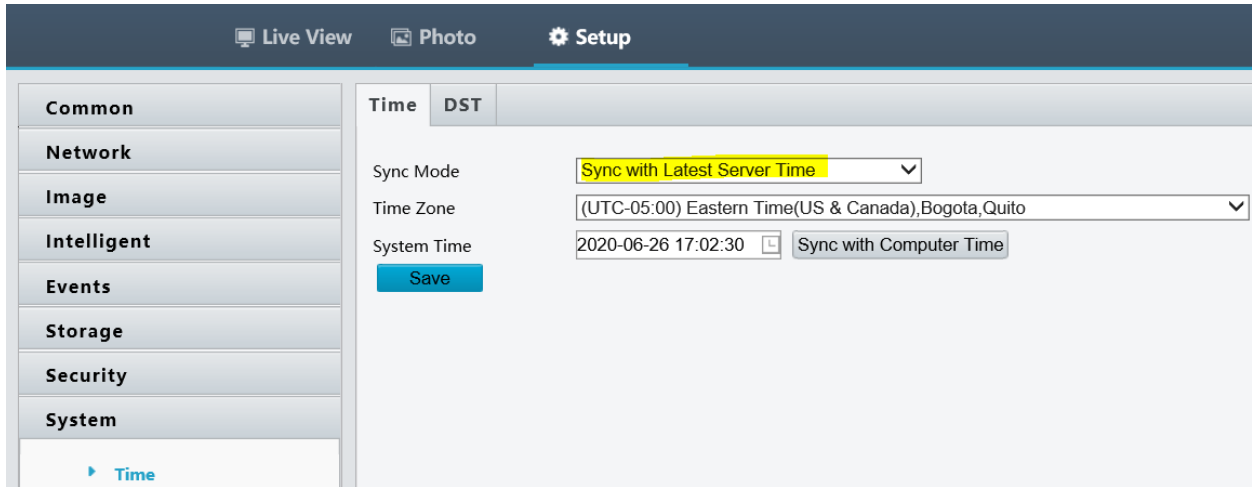 Live View Photo Setup
Common
Network
Image
Intelligent
Events
Storage
Security
System
Time
Time DST
Sync Mode Sync with Latest Server Time
Time Zone (UTC-05:00) Eastern Time(US & Canada),Bogota,Quito
System Time 2020-06-26 17:02:30 Sync with Computer Time
Save